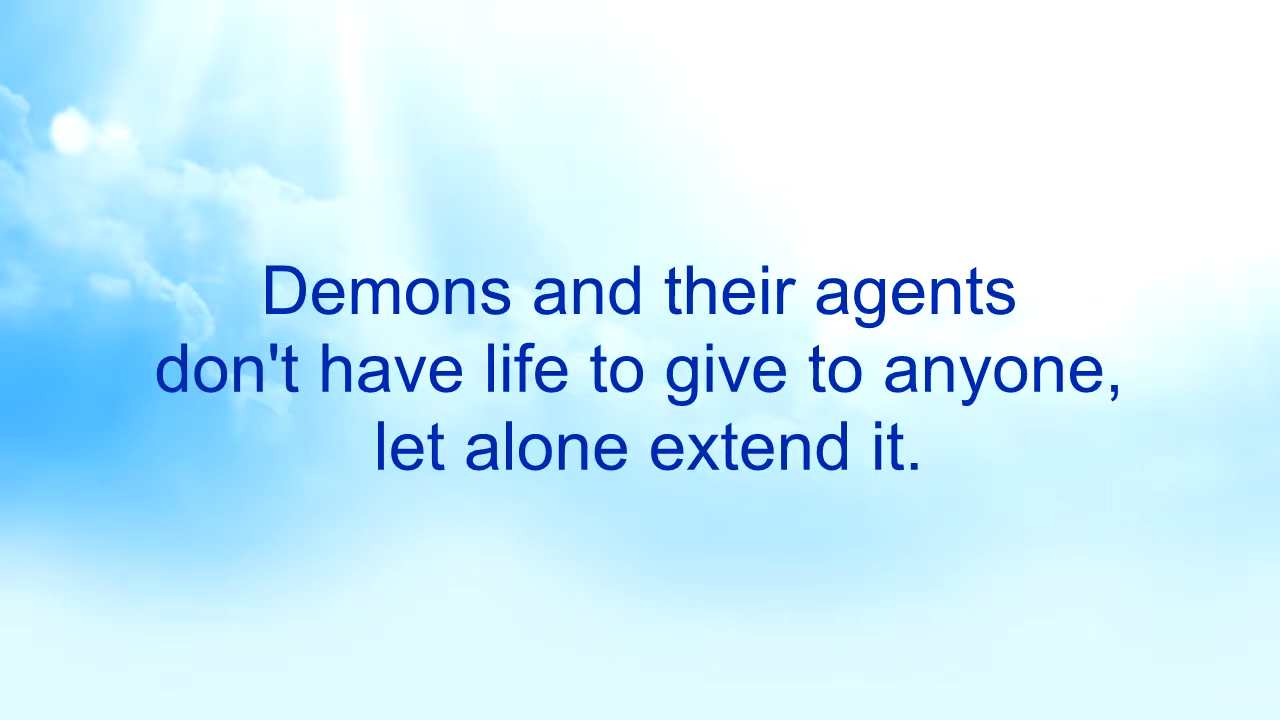 Demons and their agents
don't have life to give to anyone,
let alone extend it.